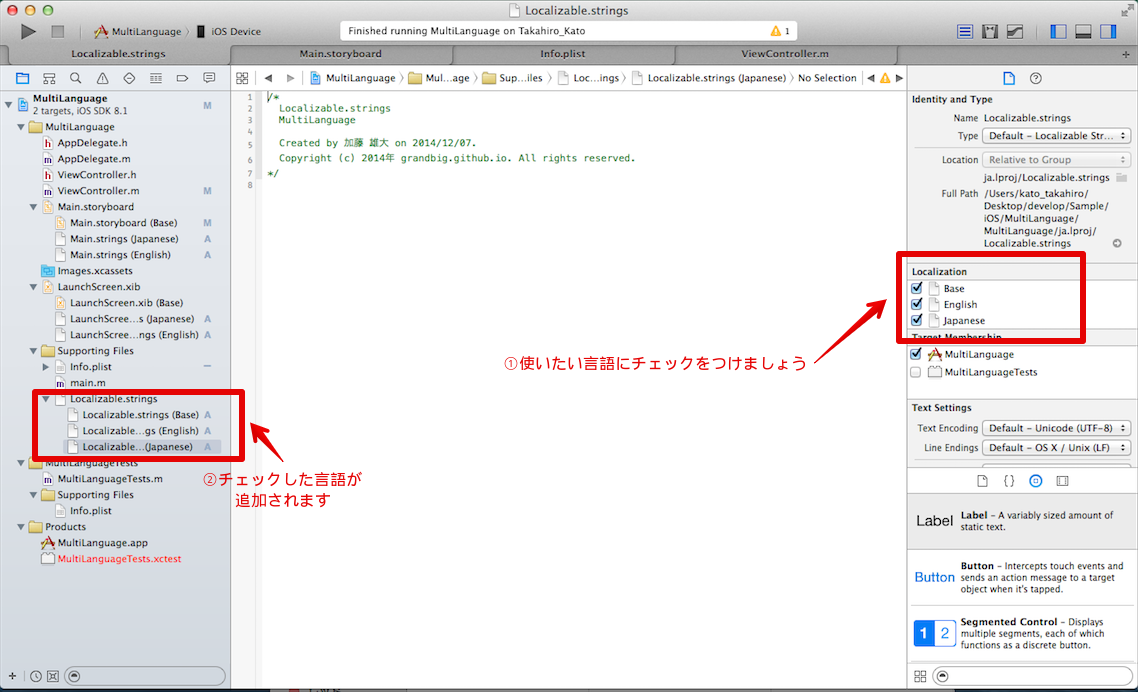 Localizable.strings
MultiLanguage 〉 iOS Device
Finished running MultiLanguage on Takahiro_Kato
1
Localizable.strings
Main.storyboard
Info.plist
ViewController.m
+
MultiLanguage 〉 Mul...age 〉 Sup...iles 〉 Loc...ings 〉 Localizable.strings (Japanese) 〉 No Selection
MultiLanguage
2 targets, iOS SDK 8.1
M
MultiLanguage
h AppDelegate.h
m AppDelegate.m
h ViewController.h
m ViewController.m M
Main.storyboard
Main.storyboard (Base) M
Main.strings (Japanese) A
Main.strings (English) A
Images.xcassets
LaunchScreen.xib
LaunchScreen.xib (Base)
LaunchScree...s (Japanese) A
LaunchScree...ngs (English) A
Supporting Files
Info.plist –
m main.m
Localizable.strings
Localizable.strings (Base) A
Localizable...gs (English) A
Localizable...(Japanese) A
MultiLanguageTests
m MultiLanguageTests.m
Supporting Files
Info.plist
Products
MultiLanguage.app
MultiLanguageTests.xctest
②チェックした言語が
追加されます
1 /*
2 Localizable.strings
3 MultiLanguage
4
5 Created by 加藤 雄大 on 2014/12/07.
6 Copyright (c) 2014年 grandbig.github.io. All rights reserved.
7 */
8
①使いたい言語にチェックをつけましょう
Identity and Type
Name Localizable.strings
Type Default – Localizable Str...
Location Relative to Group
ja.lproj/Localizable.strings
Full Path /Users/kato_takahiro/
Desktop/develop/Sample/
iOS/MultiLanguage/
MultiLanguage/ja.lproj/
Localizable.strings
Localization
Base
English
Japanese
Target Membership
MultiLanguage
MultiLanguageTests
Text Settings
Text Encoding Default – Unicode (UTF-8)
Line Endings Default – OS X / Unix (LF)
{}
Label
Label – A variably sized amount of
static text.
Button
Button – Intercepts touch events and
sends an action message to a target
object when it's tapped.
1 2
Segmented Control – Displays
multiple segments, each of which
functions as a discrete button.
+